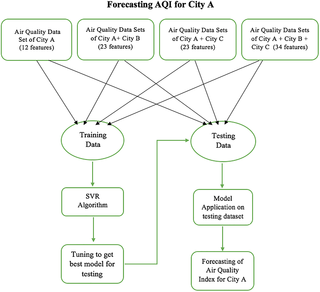 Forecasting AQI for City A
Air Quality Data
Set of City A
(12 features)
Air Quality Data Sets
of City A+ City B
(23 features)
Air Quality Data Sets
of City A + City C
(23 features)
Air Quality Data Sets
of City A + City B +
City C (34 features)
Training
Data
Testing
Data
SVR
Algorithm
Model
Application on
testing dataset
Tuning to get
best model for
testing
Forecasting of
Air Quality
Index for City A